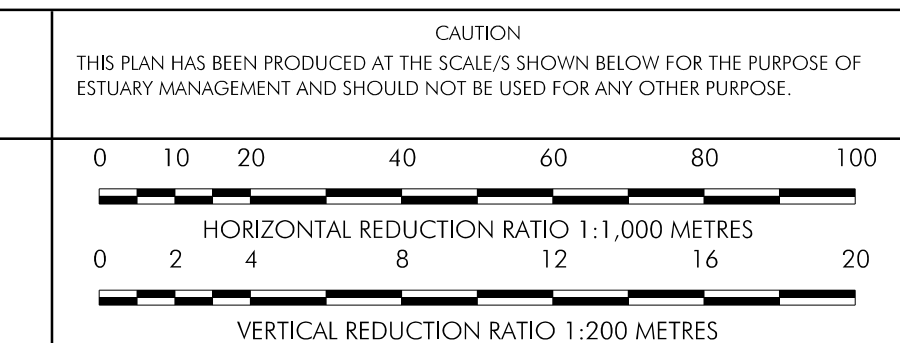 CAUTION
THIS PLAN HAS BEEN PRODUCED AT THE SCALE/S SHOWN BELOW FOR THE PURPOSE OF
ESTUARY MANAGEMENT AND SHOULD NOT BE USED FOR ANY OTHER PURPOSE.
0 10 20 40 60 80 100
HORIZONTAL REDUCTION RATIO 1:1,000 METRES
0 2 4 8 12 16 20
VERTICAL REDUCTION RATIO 1:200 METRES